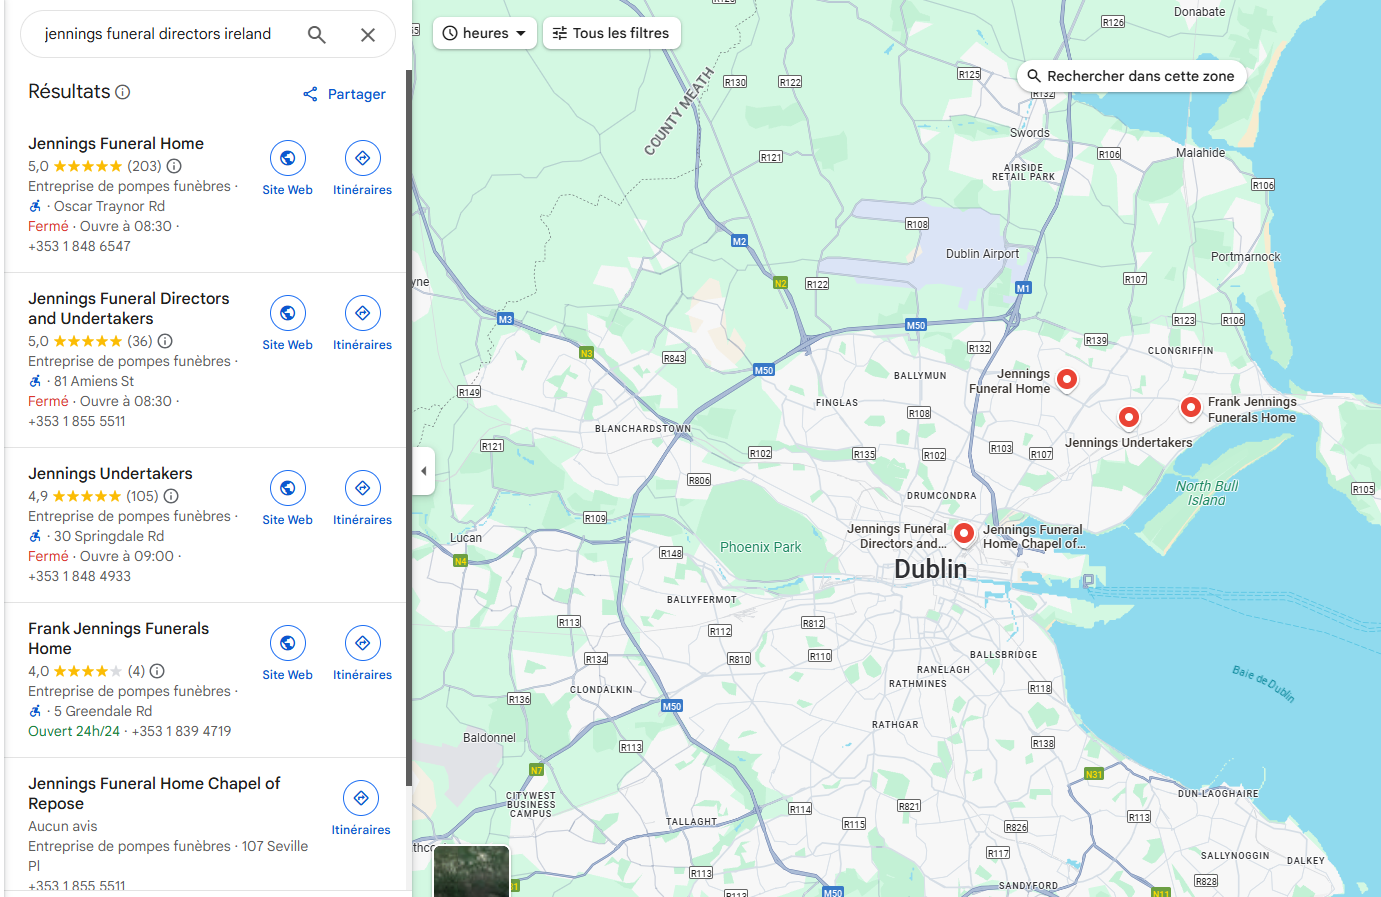 jennings funeral directors ireland
Résultats
Partager
Jennings Funeral Home
5,0 (203)
Entreprise de pompes funèbres ·
· Oscar Traynor Rd
Fermé · Ouvre à 08:30 ·
+353 1 848 6547
Site Web
Itinéraires
Jennings Funeral Directors
and Undertakers
5,0 (36)
Entreprise de pompes funèbres ·
· 81 Amiens St
Fermé · Ouvre à 08:30 ·
+353 1 855 5511
Site Web
Itinéraires
Jennings Undertakers
4,9 (105)
Entreprise de pompes funèbres ·
· 30 Springdale Rd
Fermé · Ouvre à 09:00 ·
+353 1 848 4933
Site Web
Itinéraires
Frank Jennings Funerals
Home
4,0 (4)
Entreprise de pompes funèbres ·
· 5 Greendale Rd
Ouvert 24h/24 · +353 1 839 4719
Site Web
Itinéraires
Jennings Funeral Home Chapel of
Repose
Aucun avis
Entreprise de pompes funèbres · 107 Seville
Pl
+353 1 855 5511
Itinéraires
heures
Tous les filtres
Rechercher dans cette zone
Donabate
R126
R125
R132
R130
R122
COUNTY MEATH
Swords
R121
R106
Malahide
AIRSIDE
RETAIL PARK
R106
R108
M2
Dublin Airport
Portmarnock
N2
R122
M1
R107
M3
M50
R123
R106
N3
R843
R132
R139
CLONGRIFFIN
M50
BALLYMUN
Jennings
Funeral Home
R149
FINGLAS
R108
Frank Jennings
Funerals Home
BLANCHARDSTOWN
Jennings Undertakers
R121
R102
R135
R102
R103
R107
R806
North Bull
Island
R105
DRUMCONDRA
R109
Jennings Funeral
Directors and...
Jennings Funeral
Home Chapel of...
Lucan
R148
Phoenix Park
N4
Dublin
BALLYFERMOT
R113
R112
R812
R134
R810
R110
BALLSBRIDGE
RANELAGH
RATHMINES
Baie de Dublin
CLONDALKIN
R118
R136
M50
RATHGAR
Baldonnel
R113
R138
N7
N31
CITYWEST
BUSINESS
CAMPUS
DUN LAOGHAIRE
R114
R821
R113
TALLAGHT
R115
R826
R117
SALLYNOGGIN
DALKEY
R113
R828
SANDYFORD
R113
M50
N11